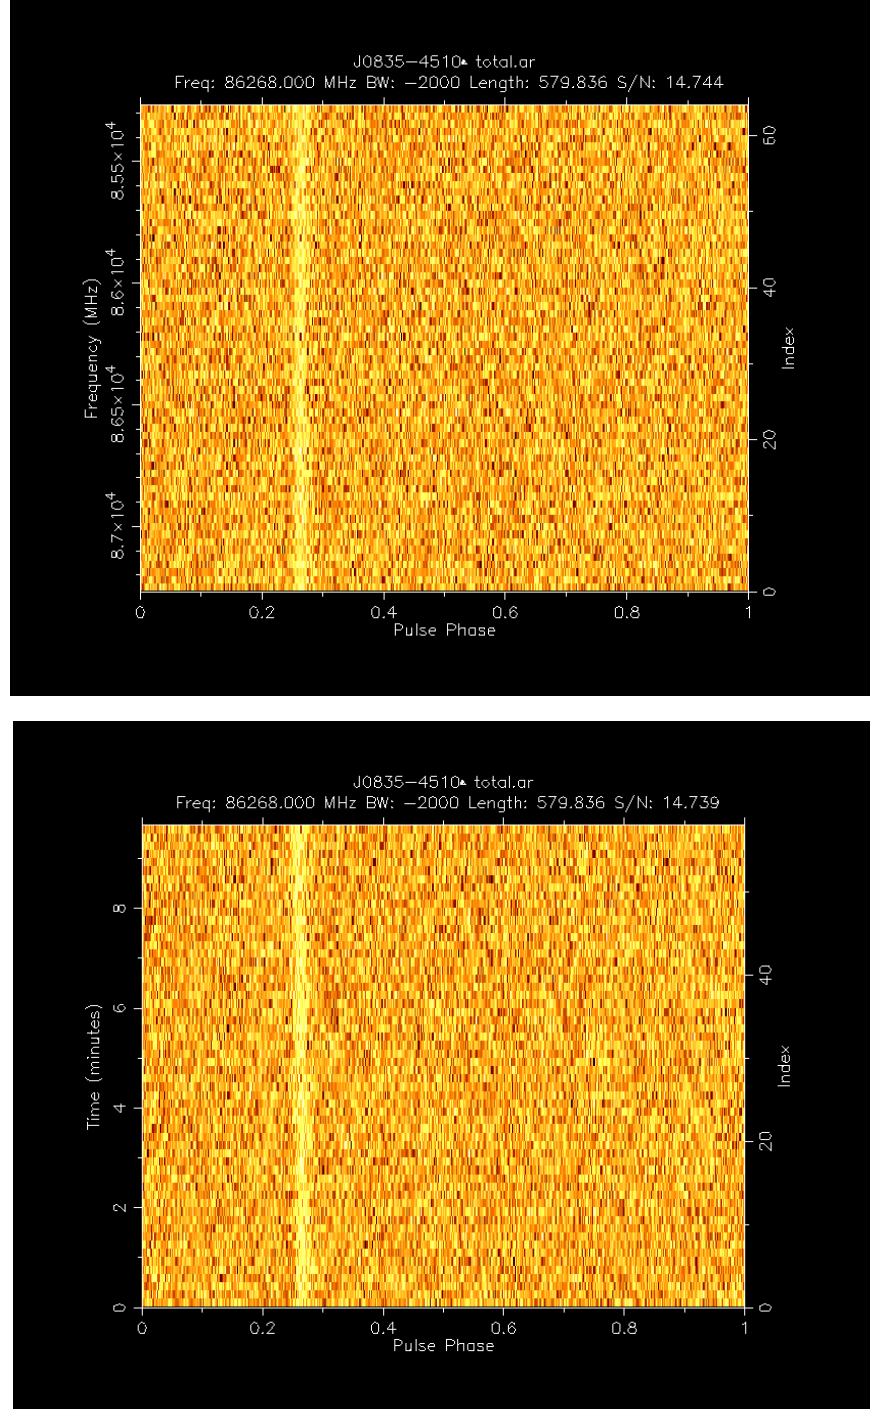 J0835−4510▲ total.ar
Freq: 86268.000 MHz BW: −2000 Length: 579.836 S/N: 14.744
Frequency (MHz)
8.55×10⁴
8.6×10⁴
8.65×10⁴
8.7×10⁴
60
40
20
0
Index
0 0.2 0.4 0.6 0.8 1
Pulse Phase
J0835−4510▲ total.ar
Freq: 86268.000 MHz BW: −2000 Length: 579.836 S/N: 14.739
Time (minutes)
8
6
4
2
0
40
20
0
Index
0 0.2 0.4 0.6 0.8 1
Pulse Phase